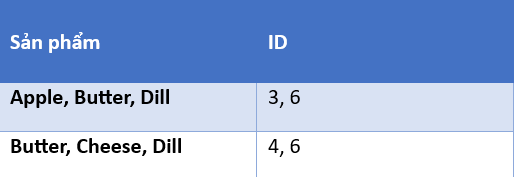 Sản phẩm ID
Apple, Butter, Dill 3, 6
Butter, Cheese, Dill 4, 6